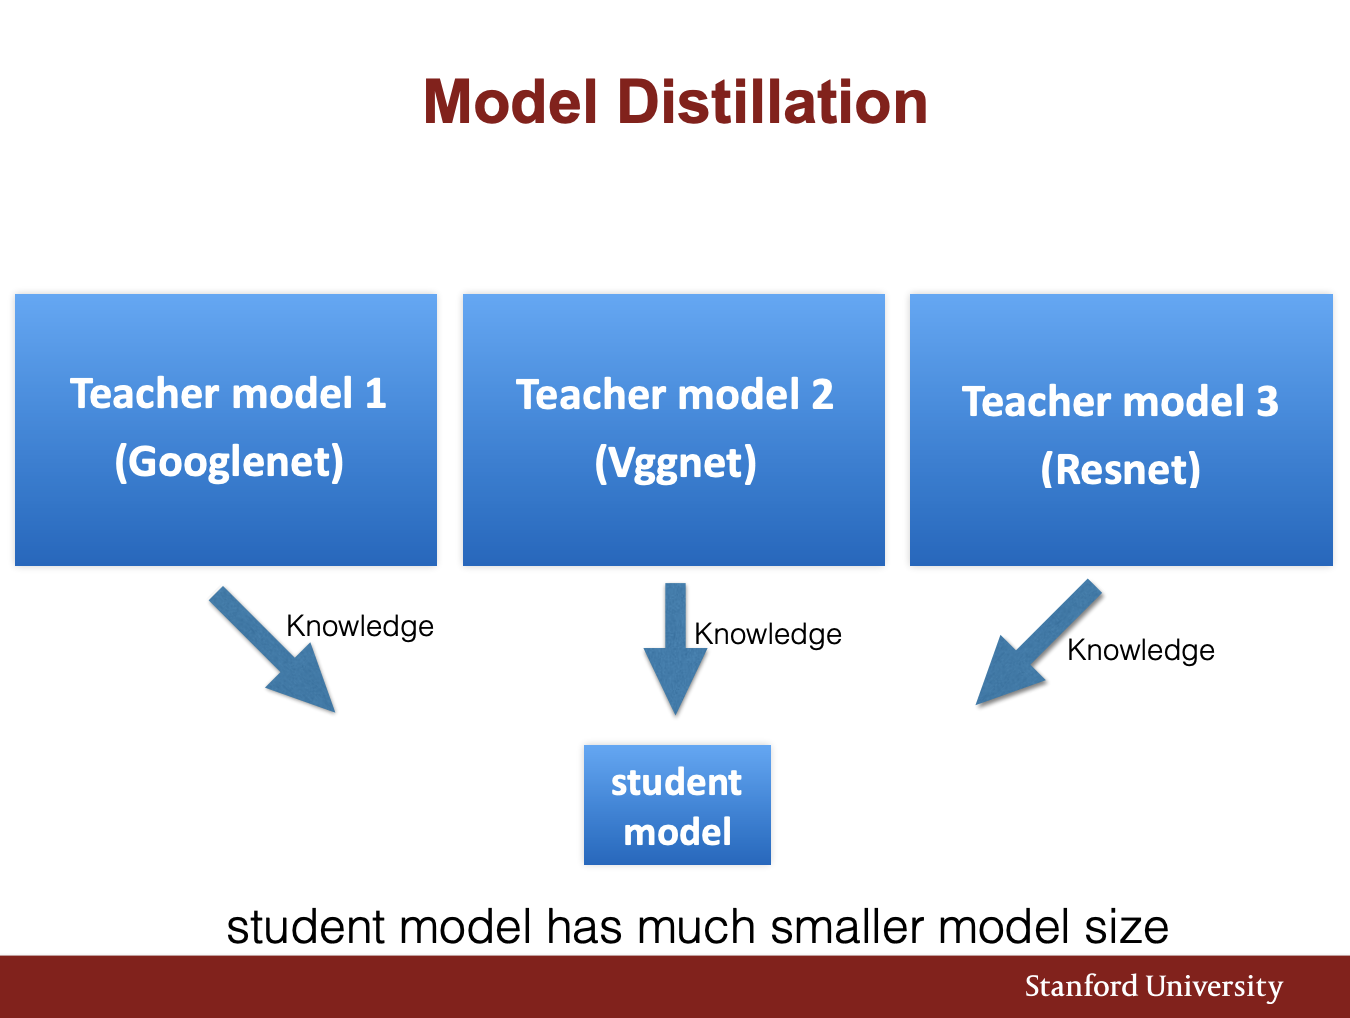 Model Distillation
Teacher model 1
(Googlenet)
Teacher model 2
(Vggnet)
Teacher model 3
(Resnet)
Knowledge
Knowledge
Knowledge
student
model
student model has much smaller model size
Stanford University